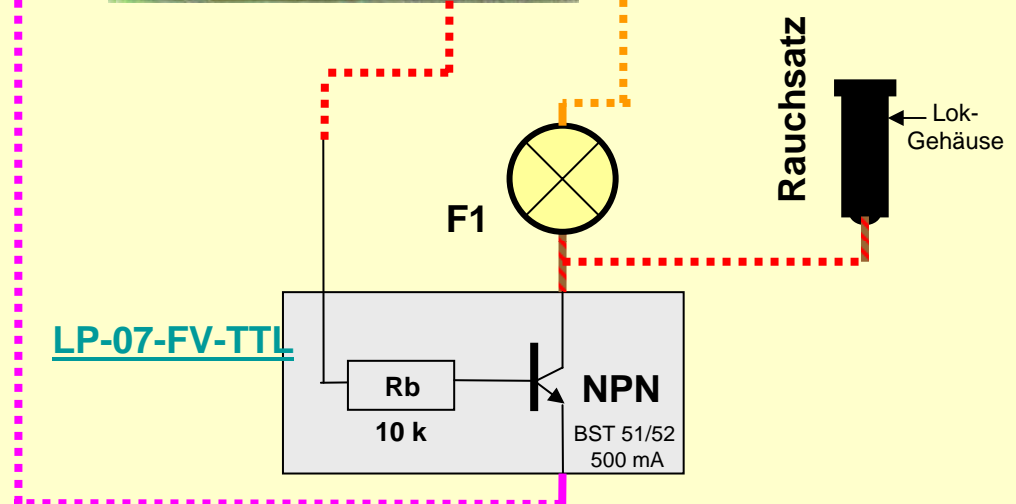 Rauchsatz
Lok-
Gehäuse
F1
LP-07-FV-TTL
Rb
10 k
NPN
BST 51/52
500 mA